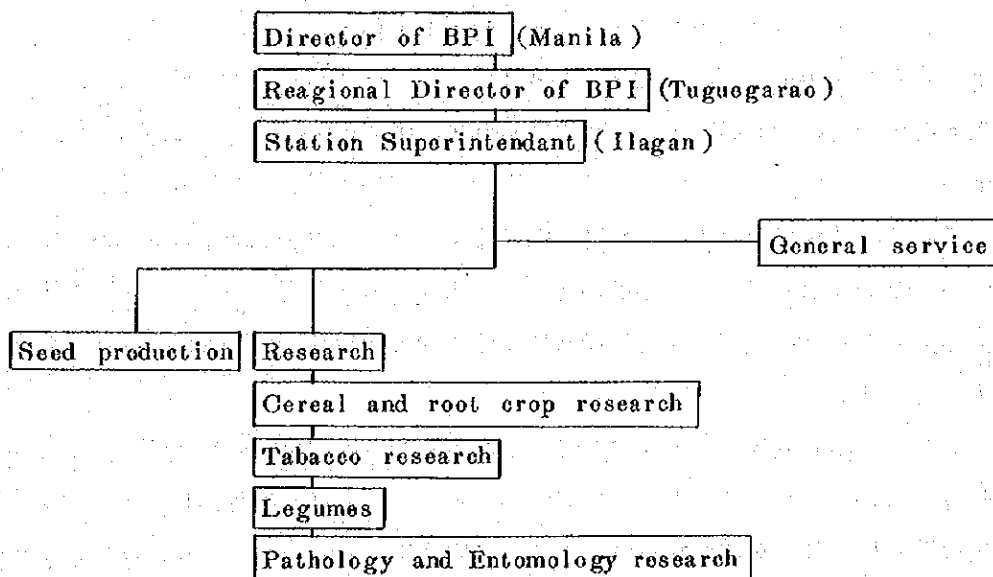 Director of BPI (Manila)
Reagional Director of BPI (Tuguegarao)
Station Superintendant (Ilagan)
General service
Seed production
Research
Cereal and root crop research
Tabacco research
Legumes
Pathology and Entomology research